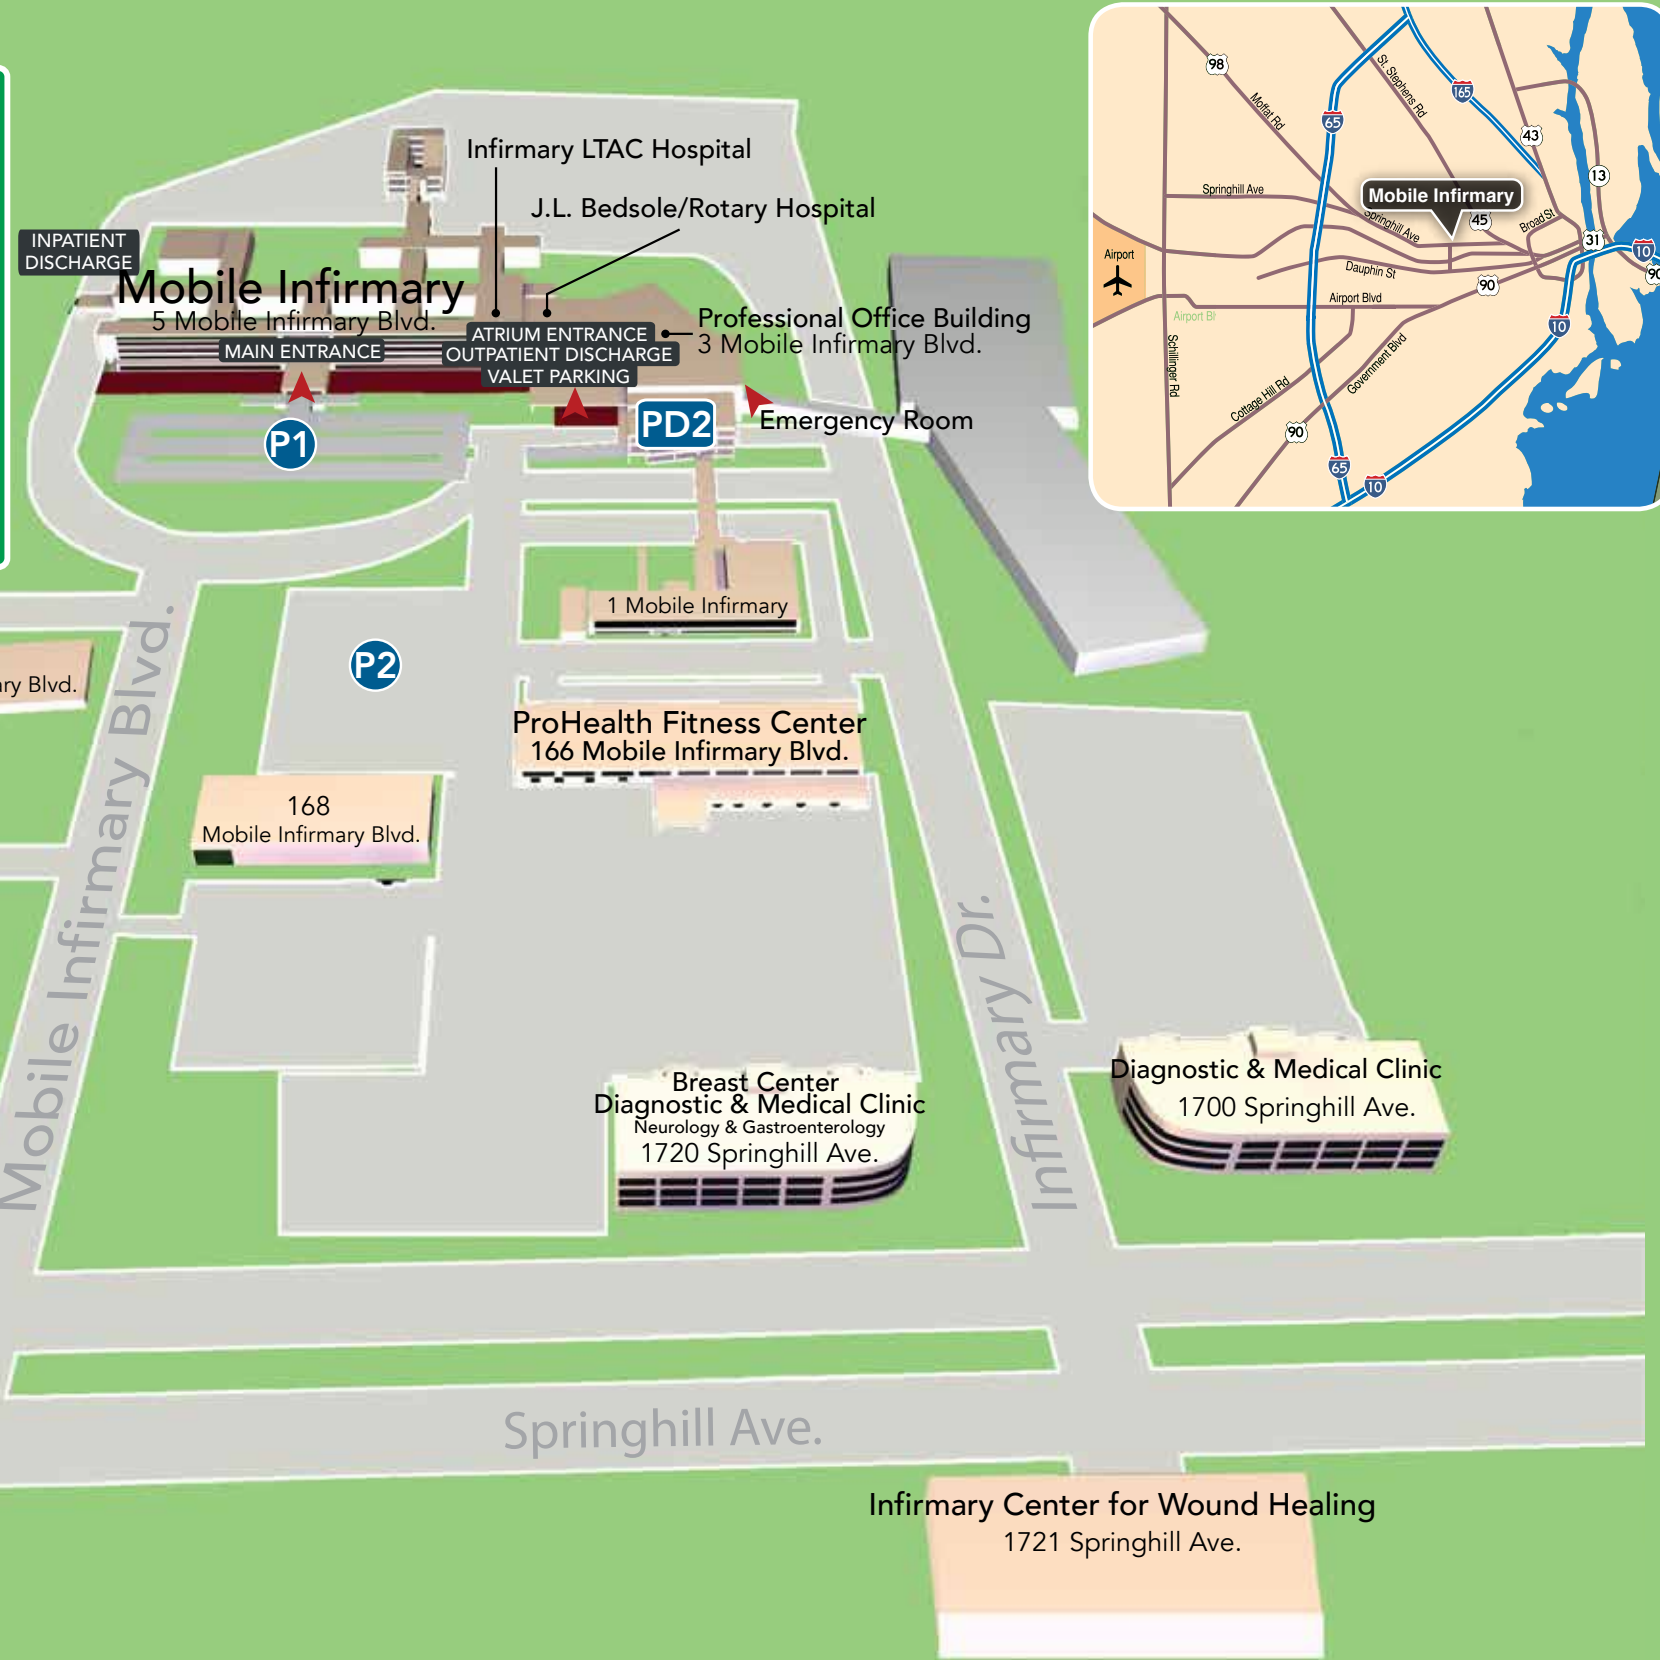 Infirmary LTAC Hospital
J.L. Bedsole/Rotary Hospital
INPATIENT
DISCHARGE
Mobile Infirmary
5 Mobile Infirmary Blvd.
MAIN ENTRANCE
ATRIUM ENTRANCE
OUTPATIENT DISCHARGE
VALET PARKING
Professional Office Building
3 Mobile Infirmary Blvd.
Emergency Room
P1
PD2
1 Mobile Infirmary
P2
ry Blvd.
ProHealth Fitness Center
166 Mobile Infirmary Blvd.
168
Mobile Infirmary Blvd.
Mobile Infirmary Blvd.
Infirmary Dr.
Breast Center
Diagnostic & Medical Clinic
Neurology & Gastroenterology
1720 Springhill Ave.
Diagnostic & Medical Clinic
1700 Springhill Ave.
Springhill Ave.
Infirmary Center for Wound Healing
1721 Springhill Ave.
98
Moffat Rd
St. Stephens Rd
165
65
43
13
Springhill Ave
Mobile Infirmary
Springhill Ave
45
Broad St
31
10
90
Airport
Dauphin St
90
Airport Blvd
Airport Bl
10
Schillinger Rd
Cottage Hill Rd
Government Blvd
90
65
10